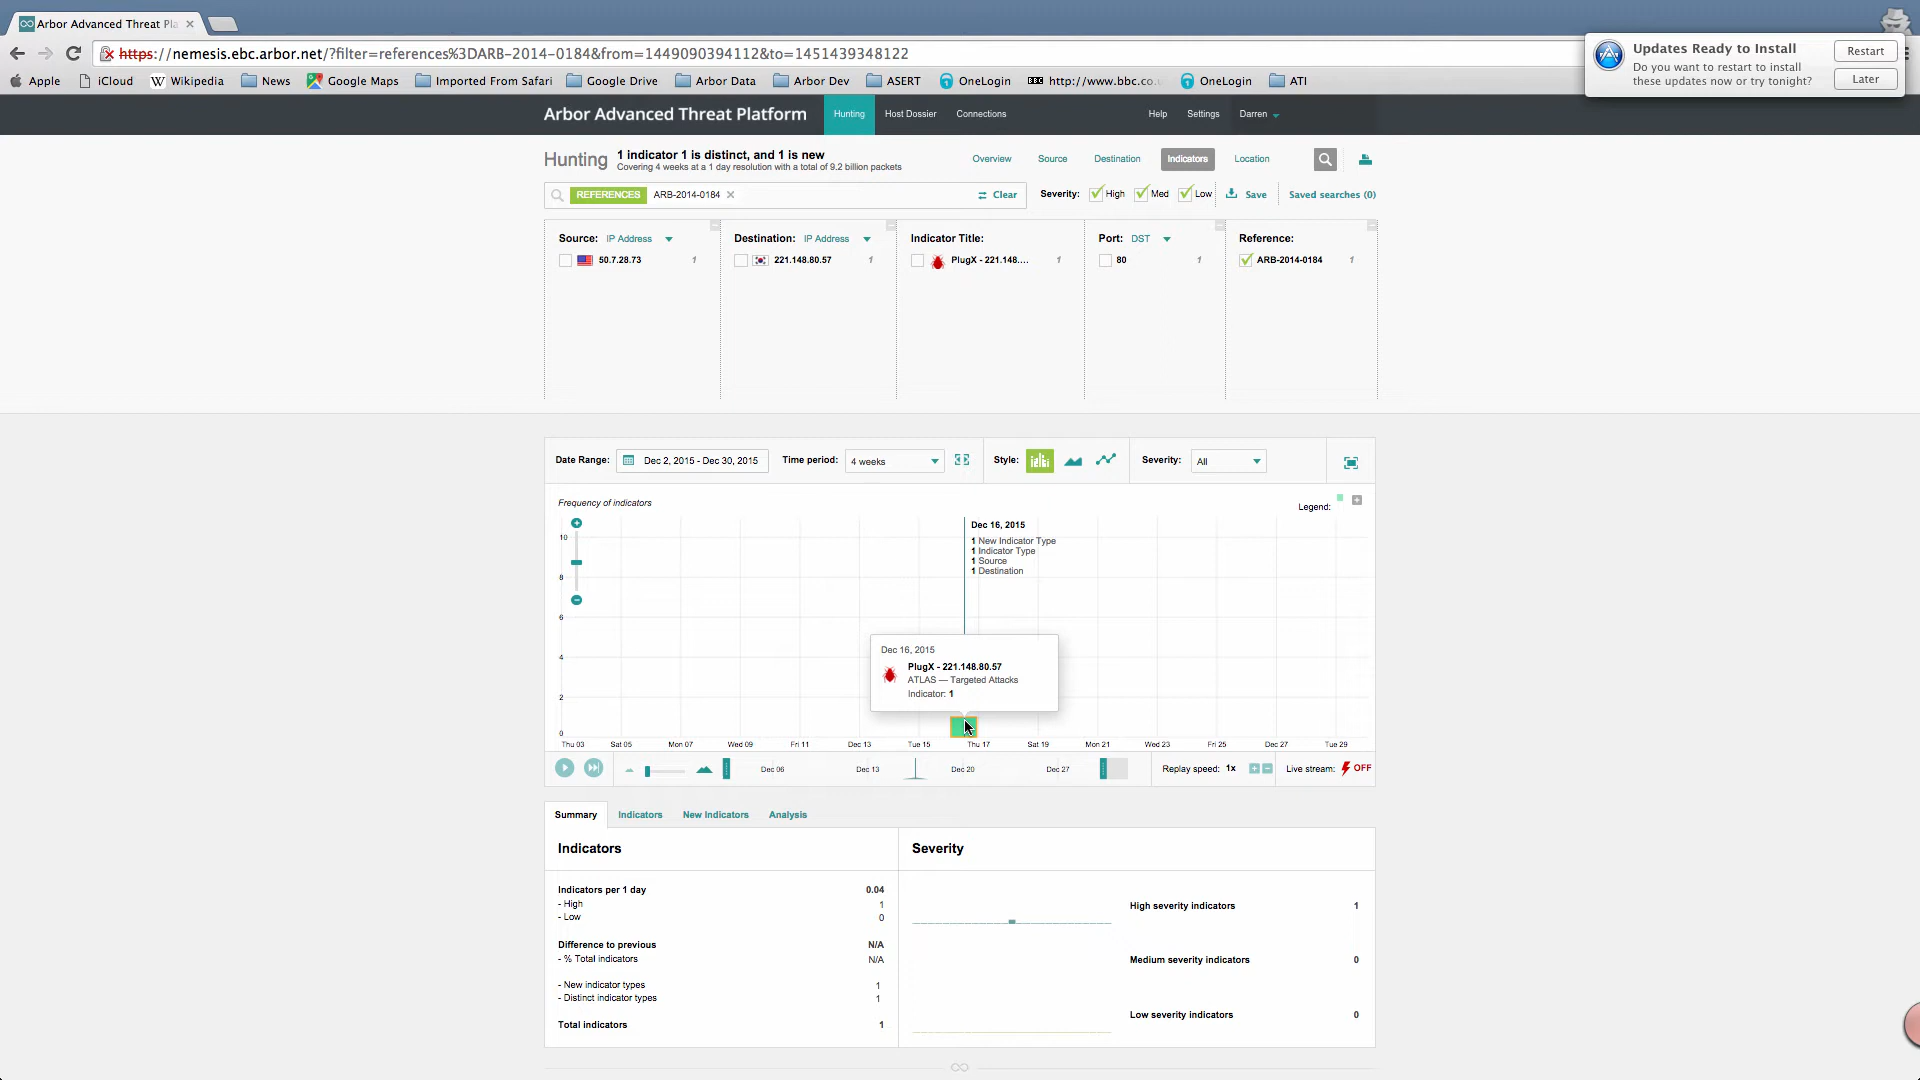 Arbor Advanced Threat Pla
https://nemesis.ebc.arbor.net/?filter=references%3DARB-2014-0184&from=1449090394112&to=1451439348122
Apple iCloud Wikipedia News Google Maps Imported From Safari Google Drive Arbor Data Arbor Dev ASERT OneLogin BBC http://www.bbc.co.u OneLogin ATI
Updates Ready to Install
Do you want to restart to install
these updates now or try tonight?
Restart
Later
Arbor Advanced Threat Platform Hunting Host Dossier Connections Help Settings Darren
Hunting
1 indicator 1 is distinct, and 1 is new
Covering 4 weeks at a 1 day resolution with a total of 9.2 billion packets
Overview Source Destination Indicators Location
REFERENCES ARB-2014-0184 Clear Severity: High Med Low Save Saved searches (0)
Source: IP Address Destination: IP Address Indicator Title: Port: DST Reference:
50.7.28.73 1 221.148.80.57 1 PlugX - 221.148.... 1 80 1 ARB-2014-0184 1
Date Range: Dec 2, 2015 - Dec 30, 2015 Time period: 4 weeks Style: Severity: All
Frequency of indicators
Legend:
Dec 16, 2015
1 New Indicator Type
1 Indicator Type
1 Source
1 Destination
10
8
6
4
2
0
Dec 16, 2015
PlugX - 221.148.80.57
ATLAS — Targeted Attacks
Indicator: 1
Thu 03 Sat 05 Mon 07 Wed 09 Fri 11 Dec 13 Tue 15 Thu 17 Sat 19 Mon 21 Wed 23 Fri 25 Dec 27 Tue 29
Dec 06 Dec 13 Dec 20 Dec 27 Replay speed: 1x Live stream: OFF
Summary Indicators New Indicators Analysis
Indicators
Indicators per 1 day 0.04
- High 1
- Low 0
Difference to previous N/A
- % Total indicators N/A
- New indicator types 1
- Distinct indicator types 1
Total indicators 1
Severity
High severity indicators 1
Medium severity indicators 0
Low severity indicators 0